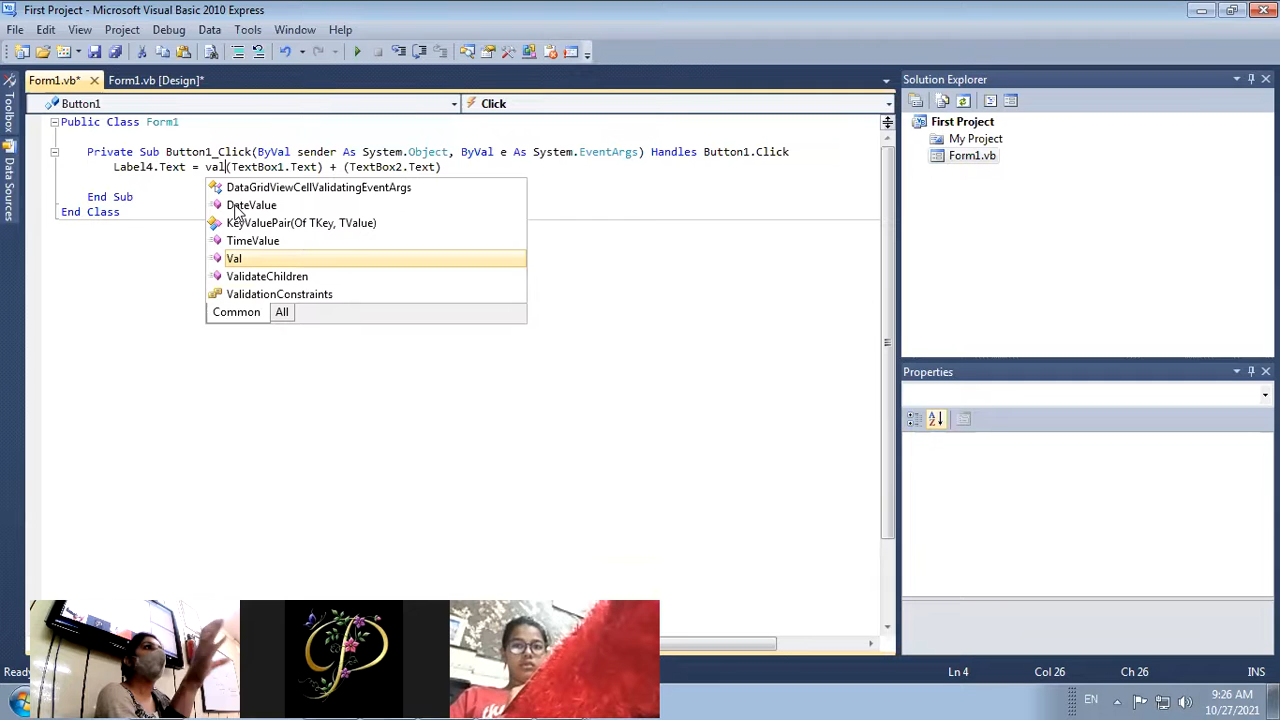 First Project - Microsoft Visual Basic 2010 Express
File Edit View Project Debug Data Tools Window Help
Form1.vb* Form1.vb [Design]*
Button1 Click
Public Class Form1
Private Sub Button1_Click(ByVal sender As System.Object, ByVal e As System.EventArgs) Handles Button1.Click
Label4.Text = val(TextBox1.Text) + (TextBox2.Text)
End Sub
End Class
DataGridViewCellValidatingEventArgs
DateValue
KeyValuePair(Of TKey, TValue)
TimeValue
Val
ValidateChildren
ValidationConstraints
Common All
Toolbox
Data Sources
Solution Explorer
First Project
My Project
Form1.vb
Properties
Ln 4 Col 26 Ch 26 INS
EN
9:26 AM
10/27/2021